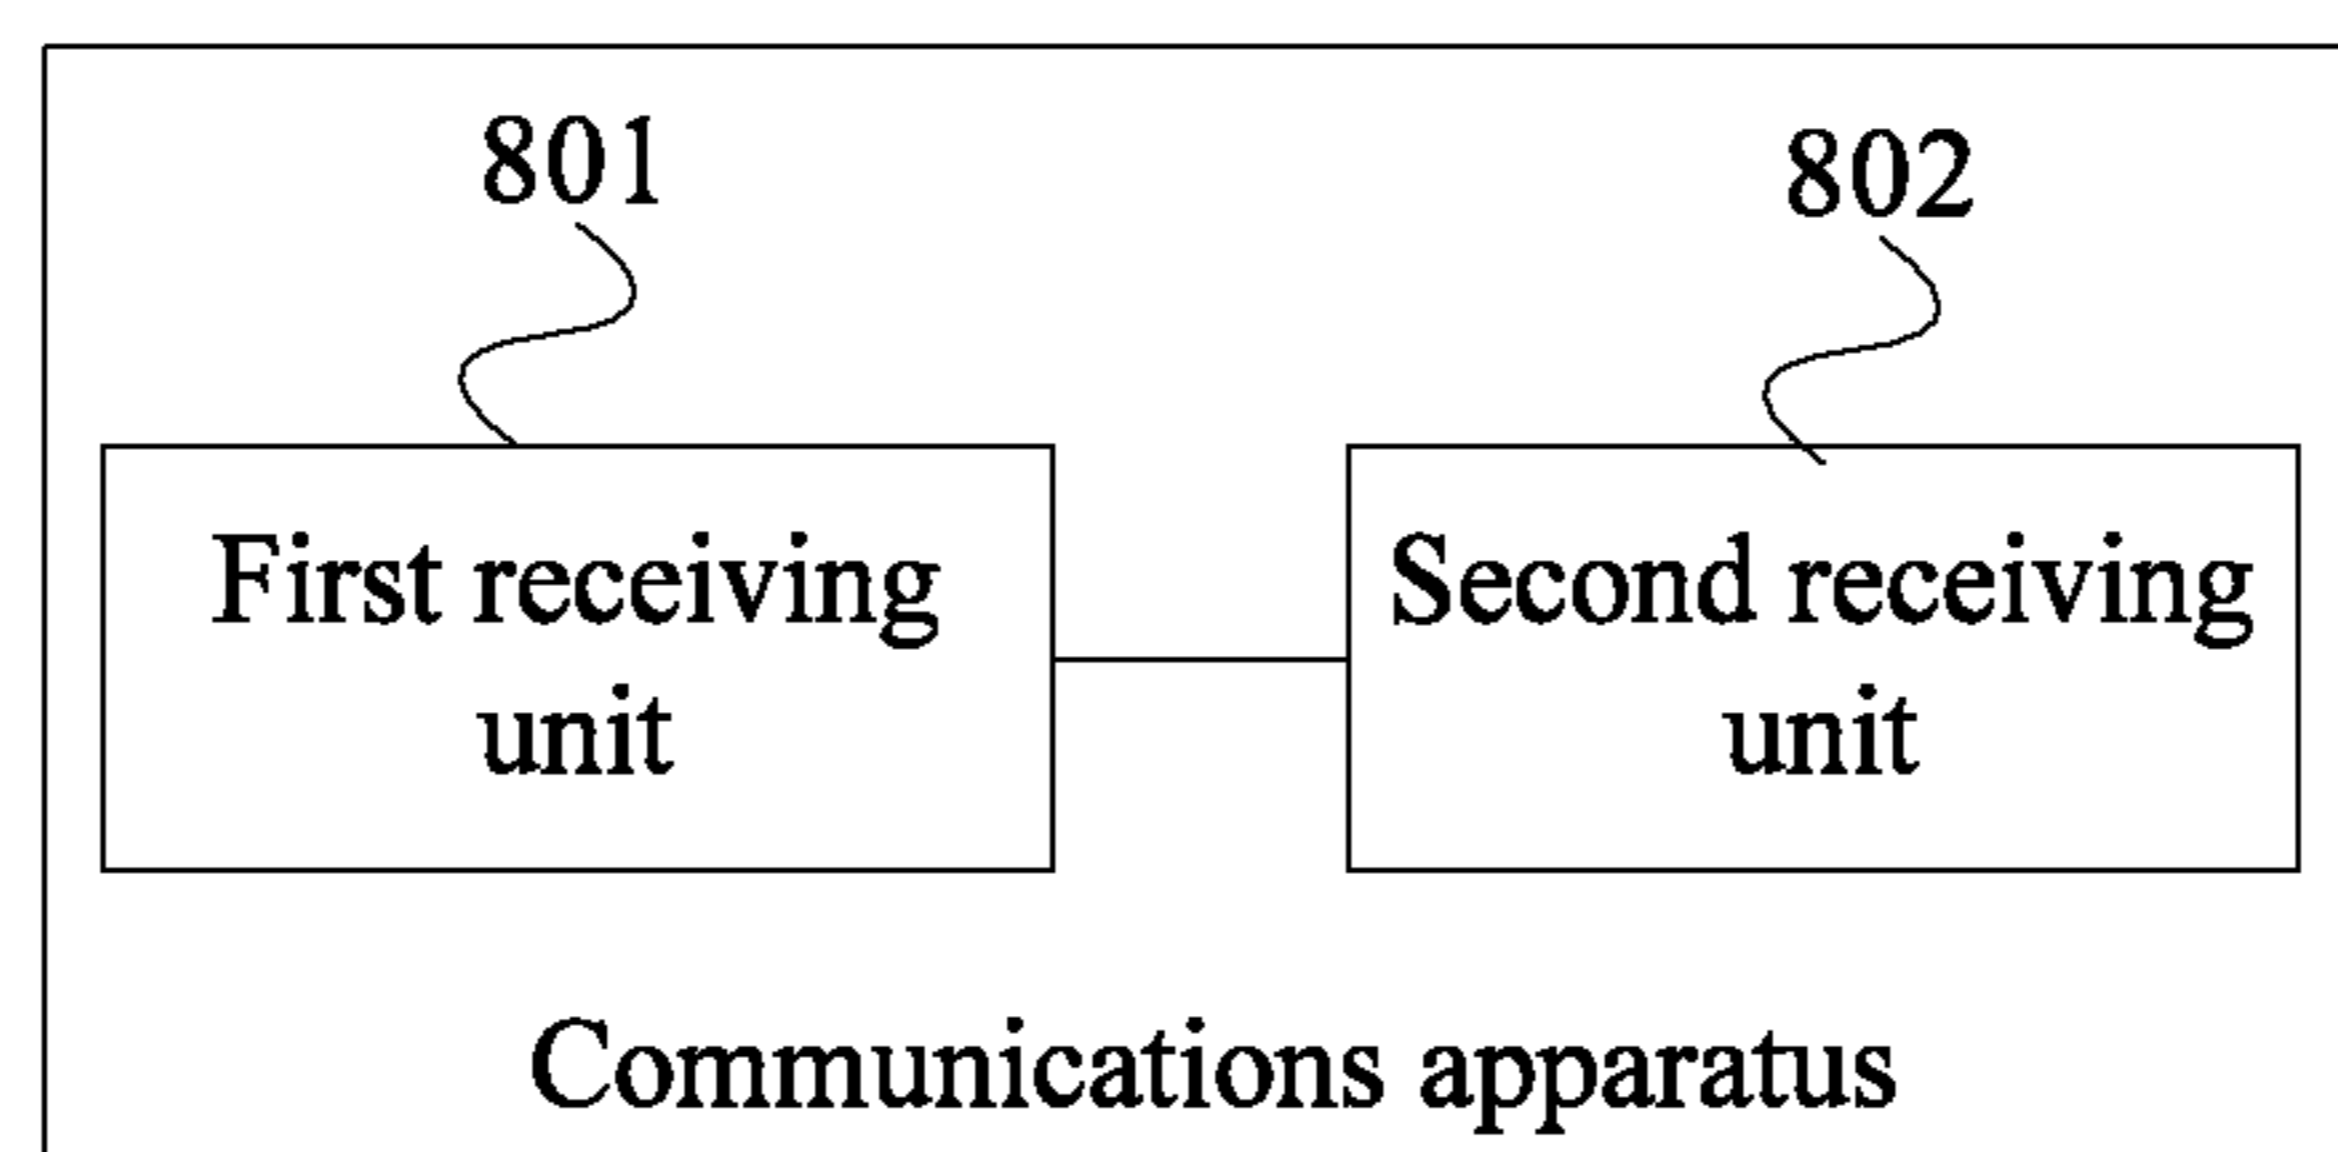 801
802
First receiving
unit
Second receiving
unit
Communications apparatus